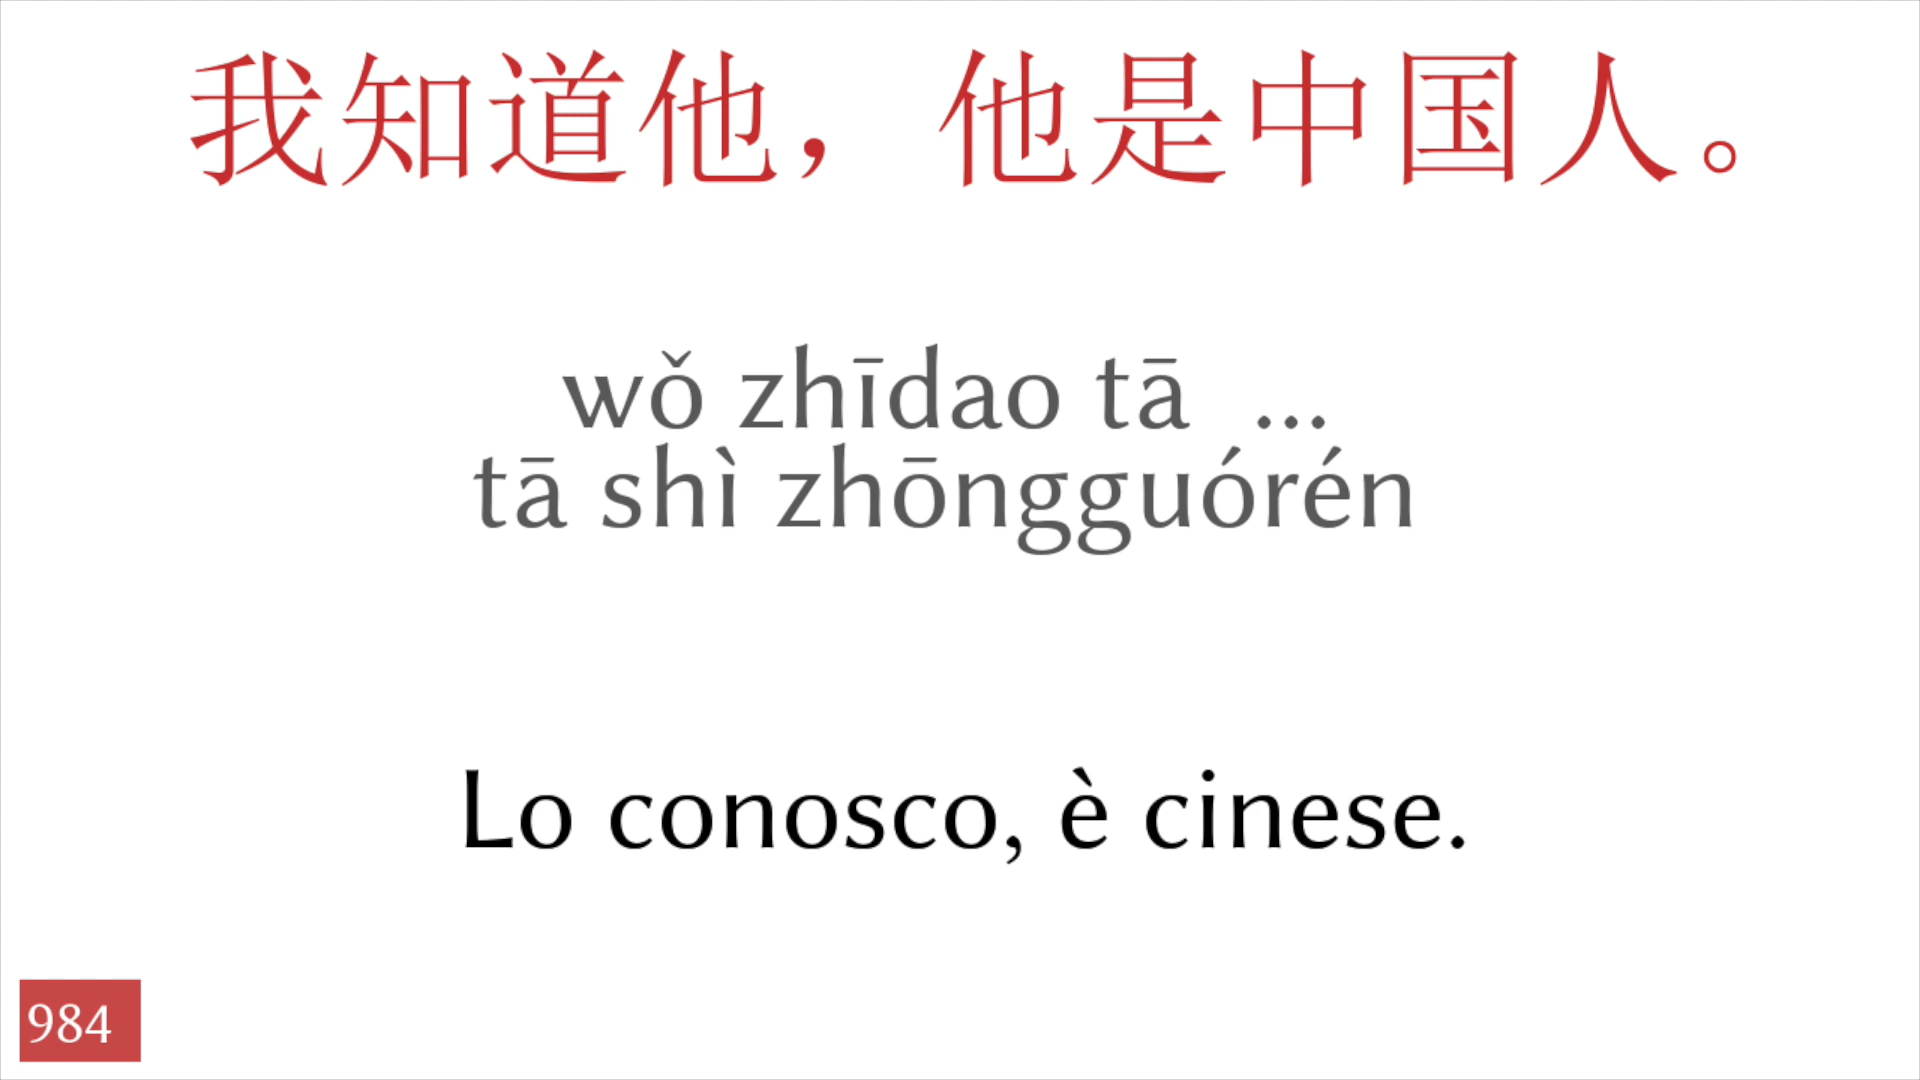 我知道他，他是中国人。
wǒ zhīdao tā ...
tā shì zhōngguórén
Lo conosco, è cinese.
984